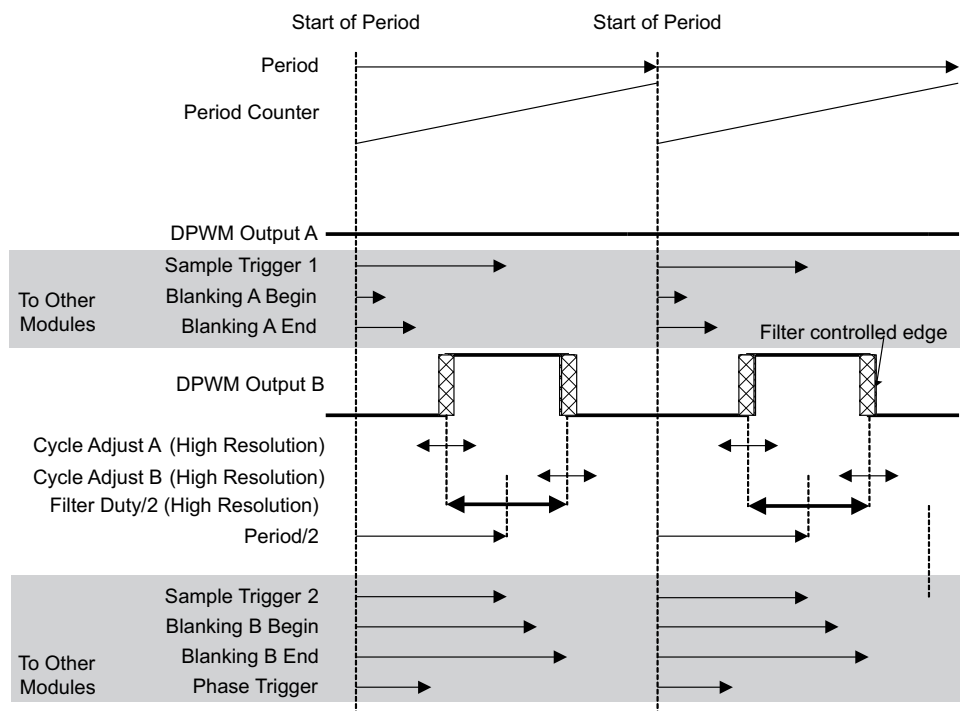 Start of Period
Start of Period
Period
Period Counter
DPWM Output A
Sample Trigger 1
To Other
Modules
Blanking A Begin
Blanking A End
Filter controlled edge
DPWM Output B
Cycle Adjust A (High Resolution)
Cycle Adjust B (High Resolution)
Filter Duty/2 (High Resolution)
Period/2
Sample Trigger 2
Blanking B Begin
Blanking B End
To Other
Modules
Phase Trigger